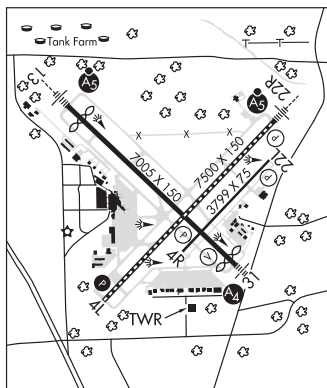 Tank Farm
T T
A5
13
22R
A5
X X X
P
7005 X 150
7500 X 150
3799 X 75
22L
P
P
V
P
4R
31
4L
A4
TWR